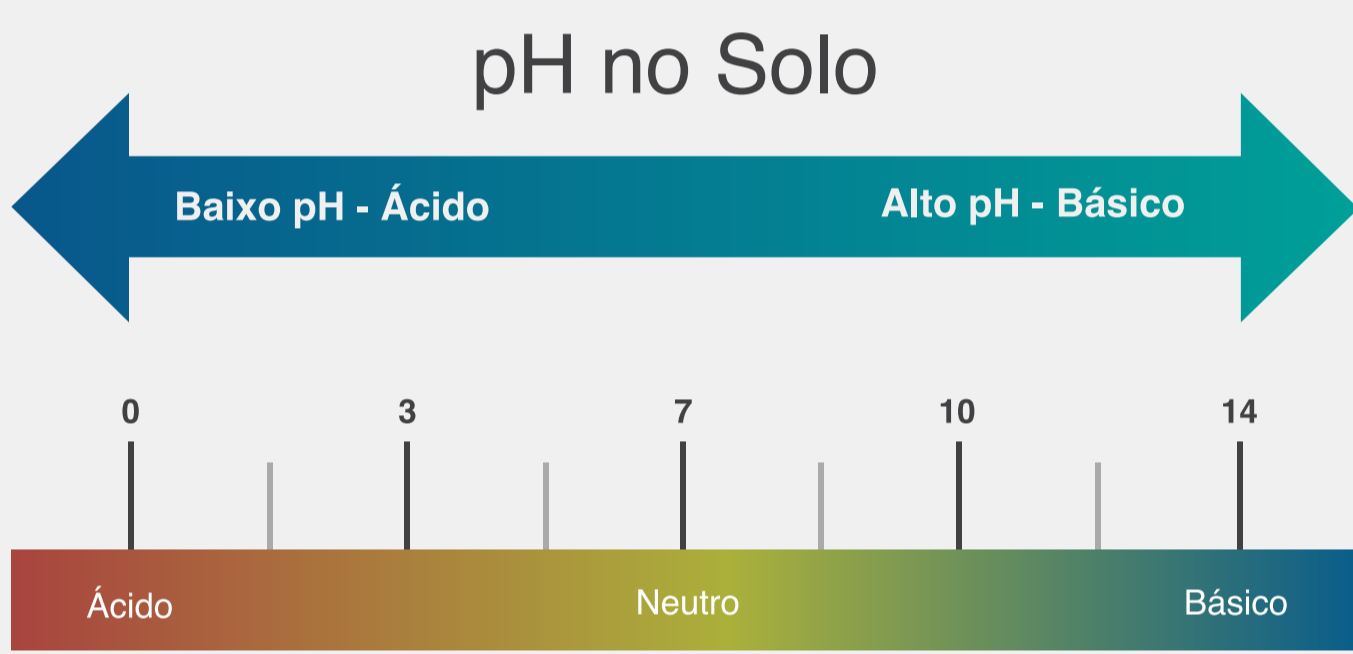 pH no Solo
Baixo pH - Ácido
Alto pH - Básico
0 3 7 10 14
Ácido Neutro Básico